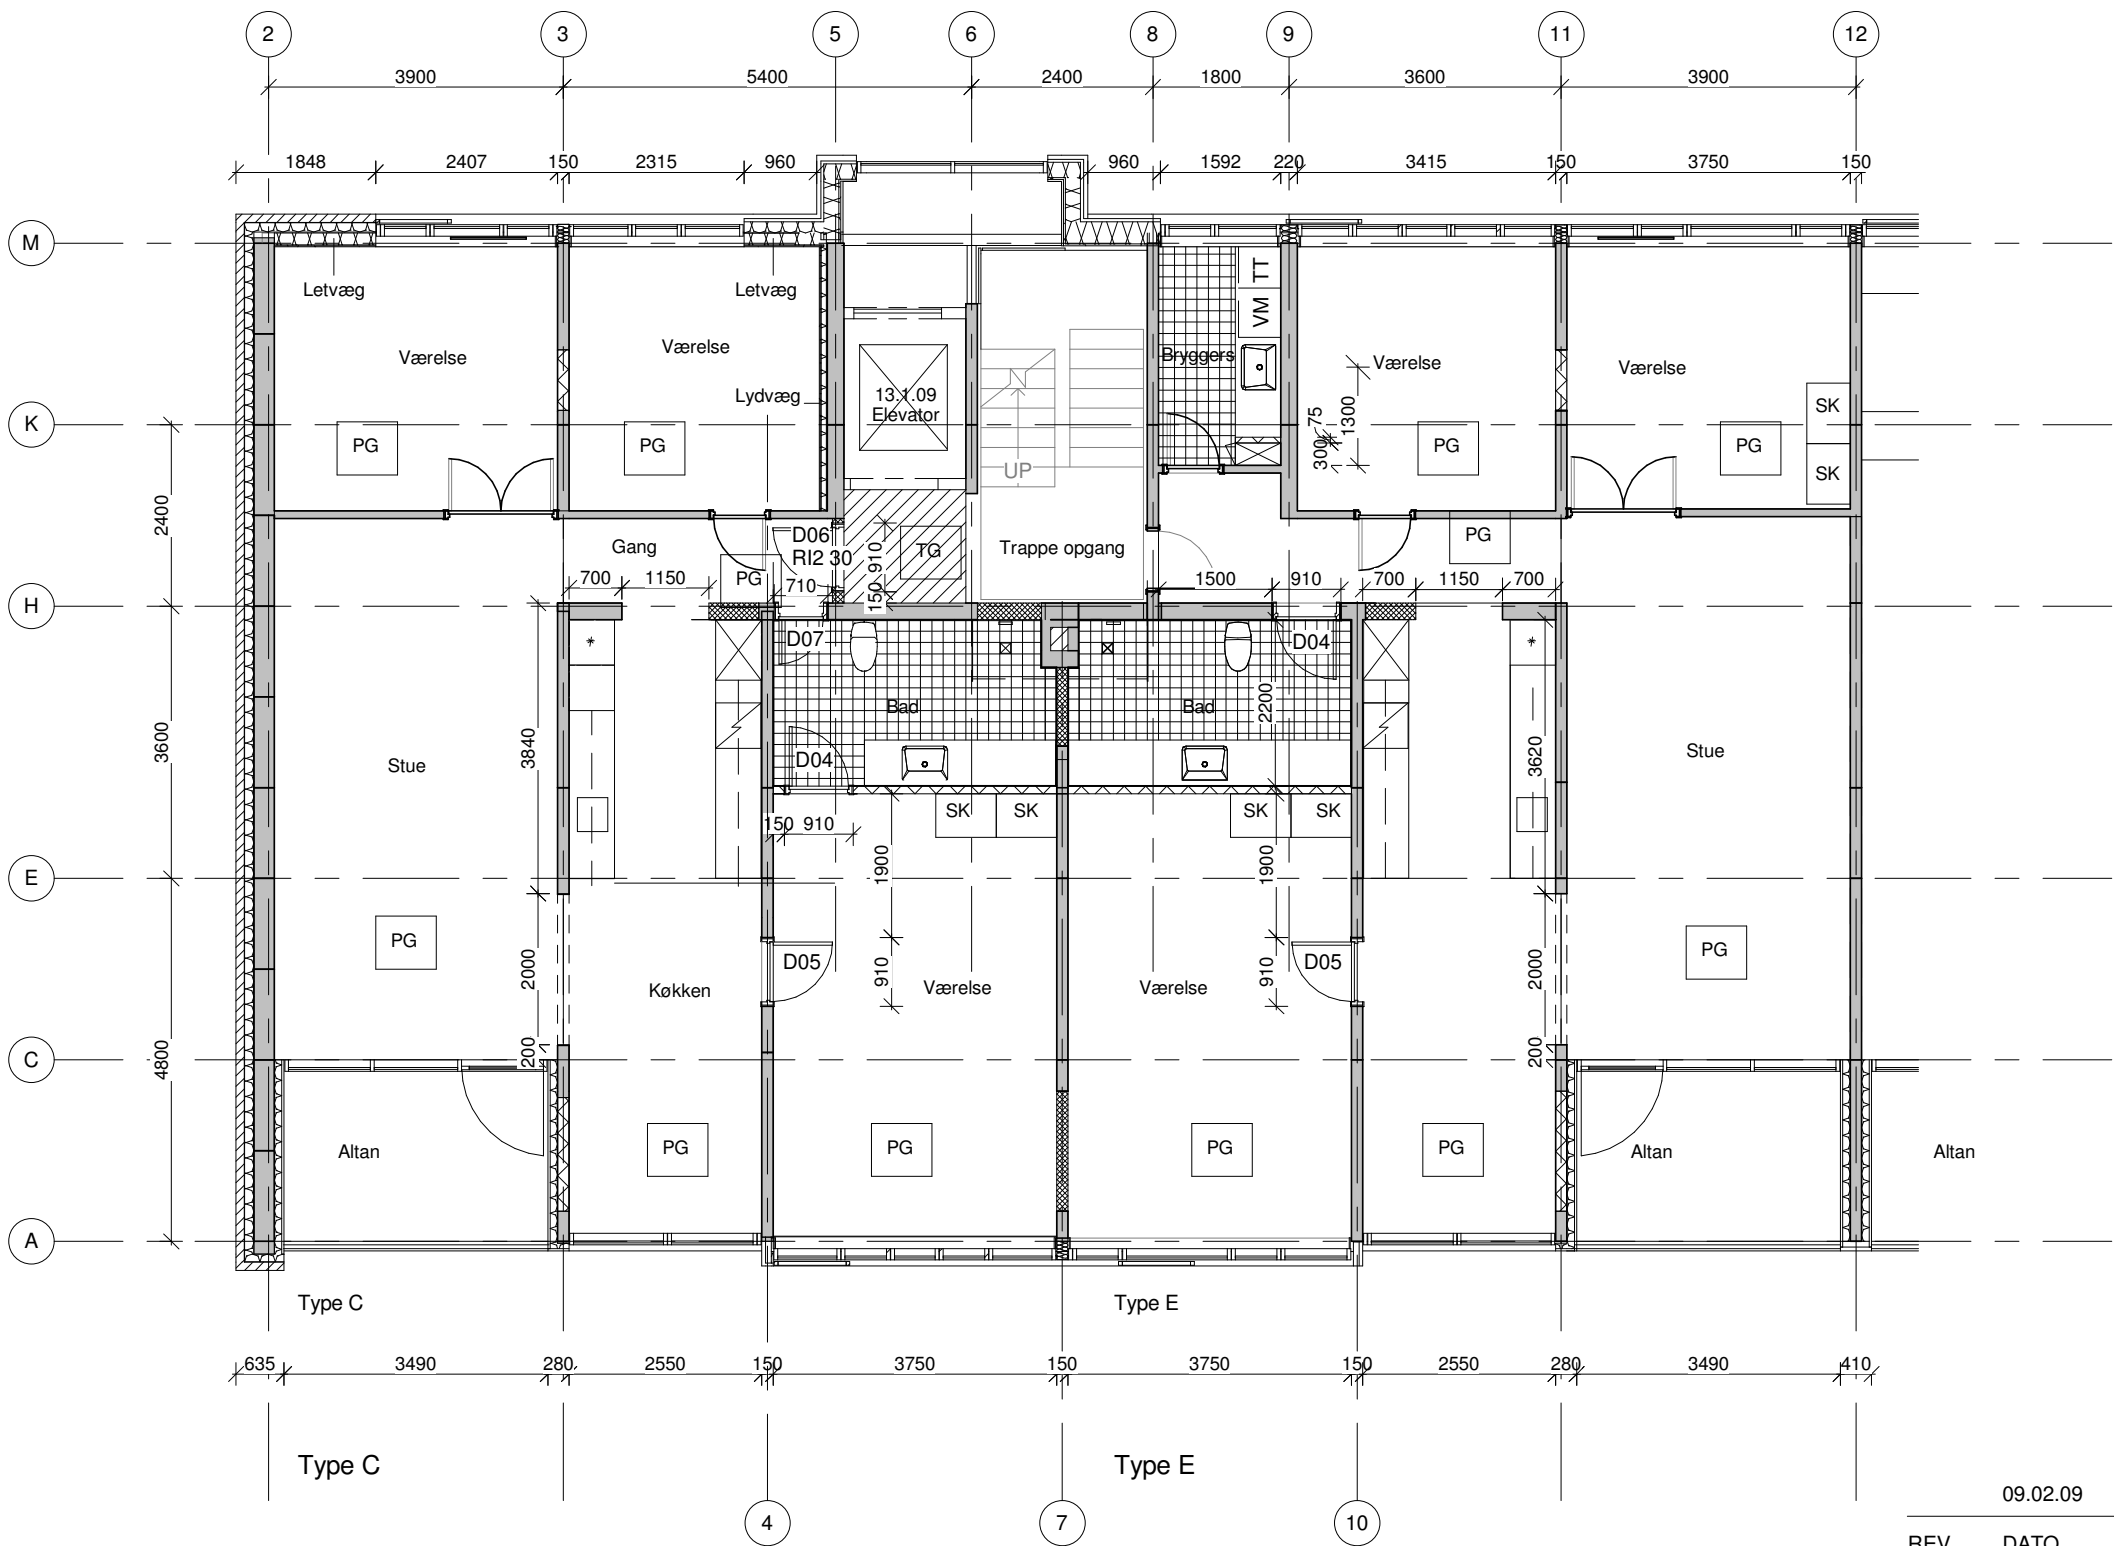 2 3 5 6 8 9 11 12
3900 5400 2400 1800 3600 3900
1848 2407 150 2315 960 960 1592 220 3415 150 3750 150
M
Letvæg Letvæg TT
VM
Værelse Værelse Bryggers Værelse Værelse
Lydvæg 13.1.09
Elevator
SK
K
PG PG UP 300 75 1300 PG PG SK
2400
Gang D06
RI2 30
910 TG Trappe opgang PG
700 1150 PG 710 150 1500 910 700 1150 700
H
* D07 D04 *
3600 3840 Bad Bad 2200 3620
Stue D04 Stue
SK SK SK SK
150 910
1900 1900
E
PG 2000 D05 910 D05 910 2000 PG
Køkken Værelse Værelse
200 200
C
4800
Altan PG PG PG PG Altan Altan
A
Type C Type E
635 3490 280 2550 150 3750 150 3750 150 2550 280 3490 410
Type C Type E
4 7 10
09.02.09
REV. DATO